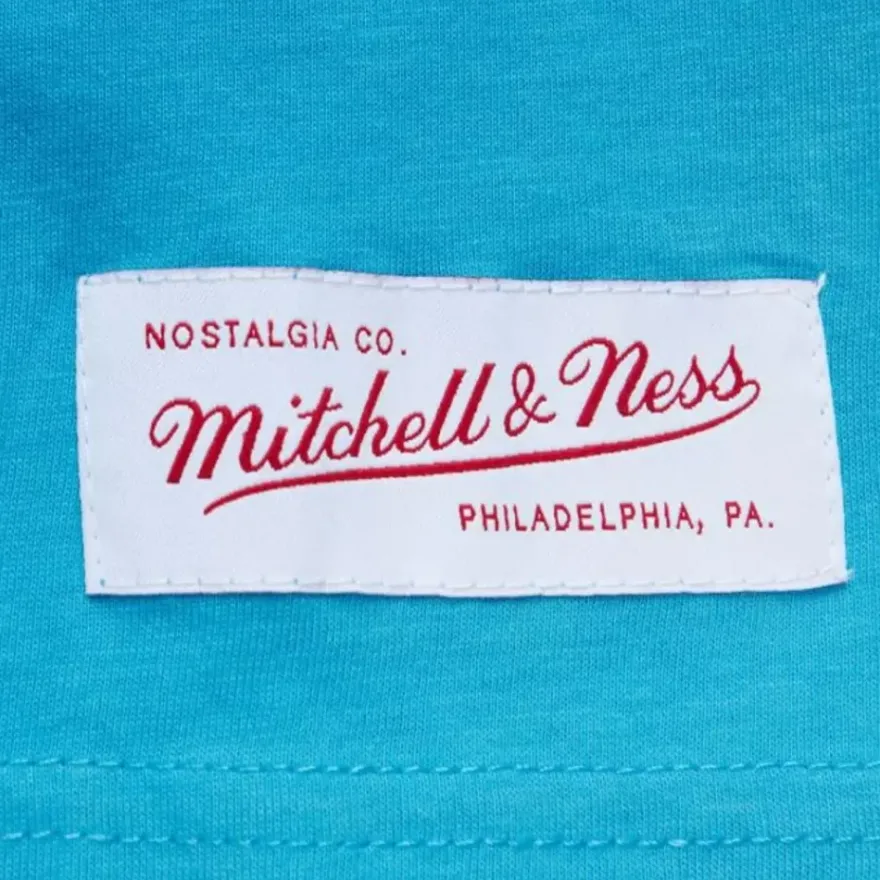 NOSTALGIA CO.
Mitchell & Ness
PHILADELPHIA, PA.